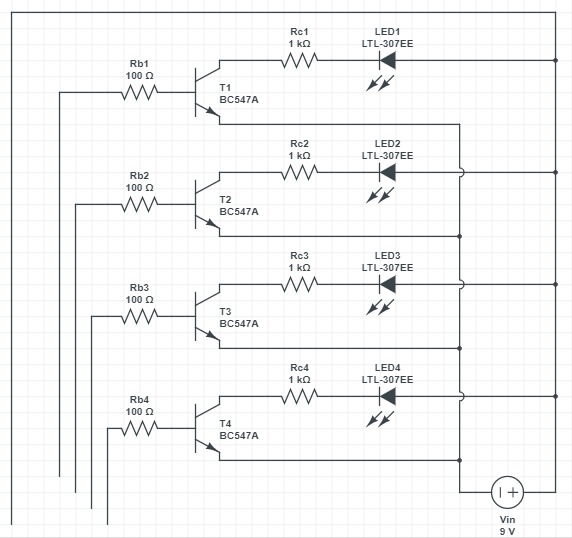 Rc1
1 kΩ
LED1
LTL-307EE
Rb1
100 Ω
T1
BC547A
Rc2
1 kΩ
LED2
LTL-307EE
Rb2
100 Ω
T2
BC547A
Rc3
1 kΩ
LED3
LTL-307EE
Rb3
100 Ω
T3
BC547A
Rc4
1 kΩ
LED4
LTL-307EE
Rb4
100 Ω
T4
BC547A
Vin
9 V